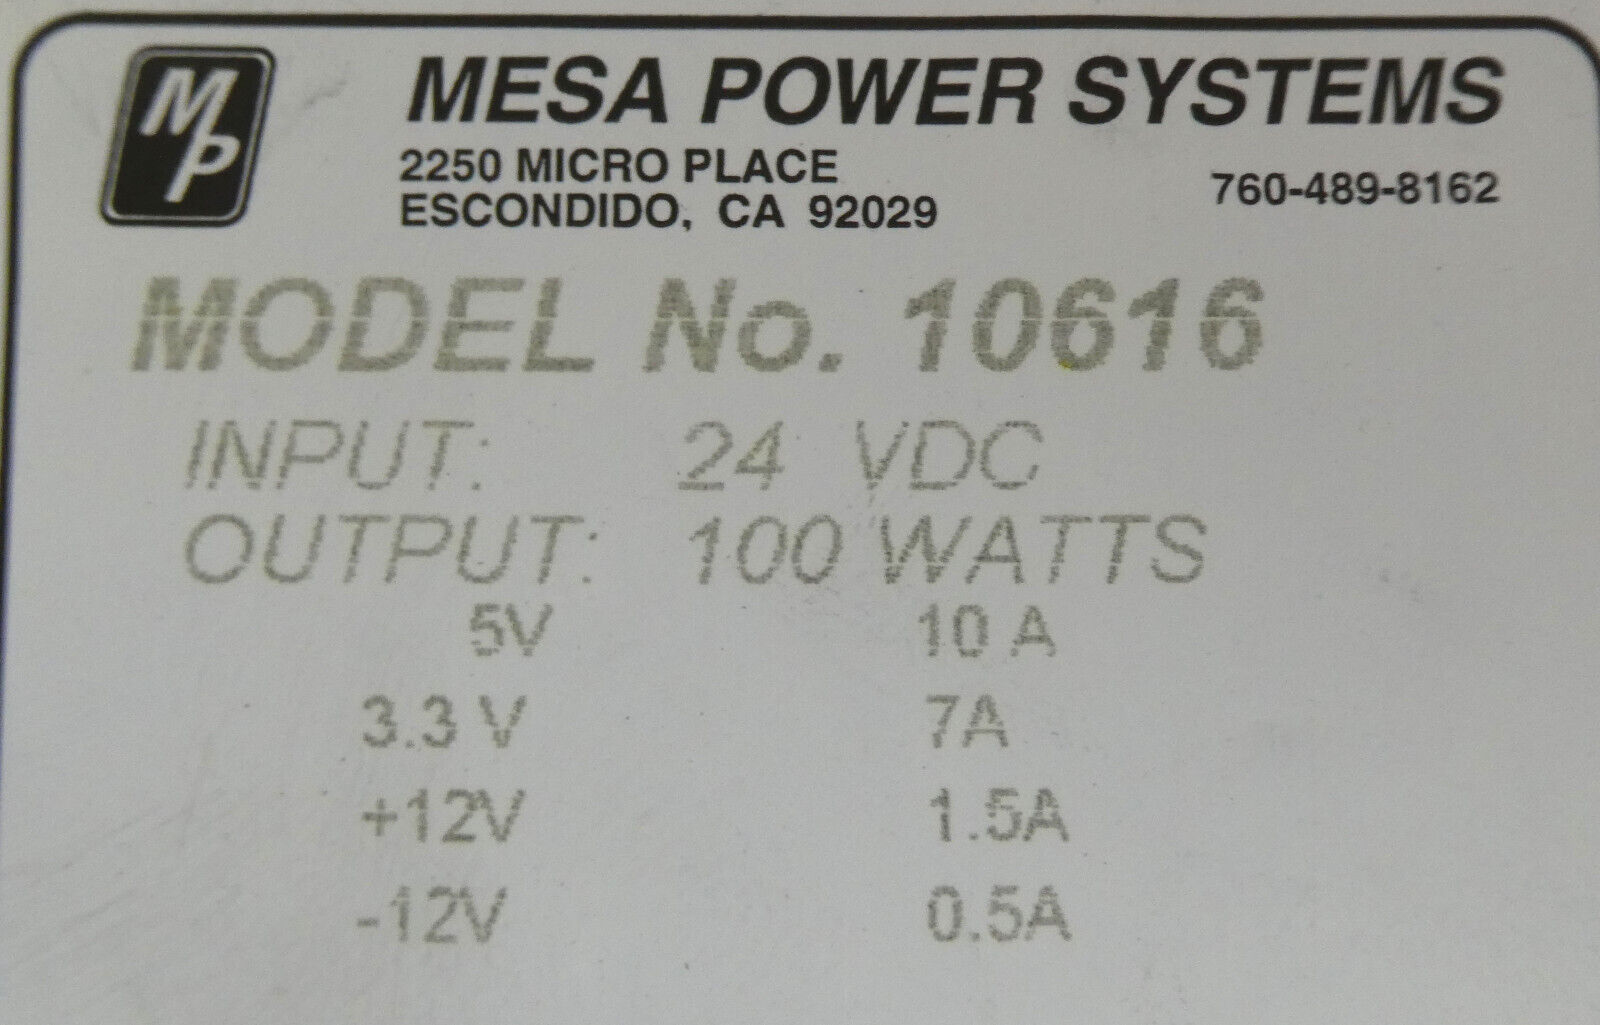 MP
MESA POWER SYSTEMS
2250 MICRO PLACE
ESCONDIDO, CA 92029
760-489-8162
MODEL No. 10616
INPUT: 24 VDC
OUTPUT: 100 WATTS
5V 10 A
3.3 V 7A
+12V 1.5A
-12V 0.5A